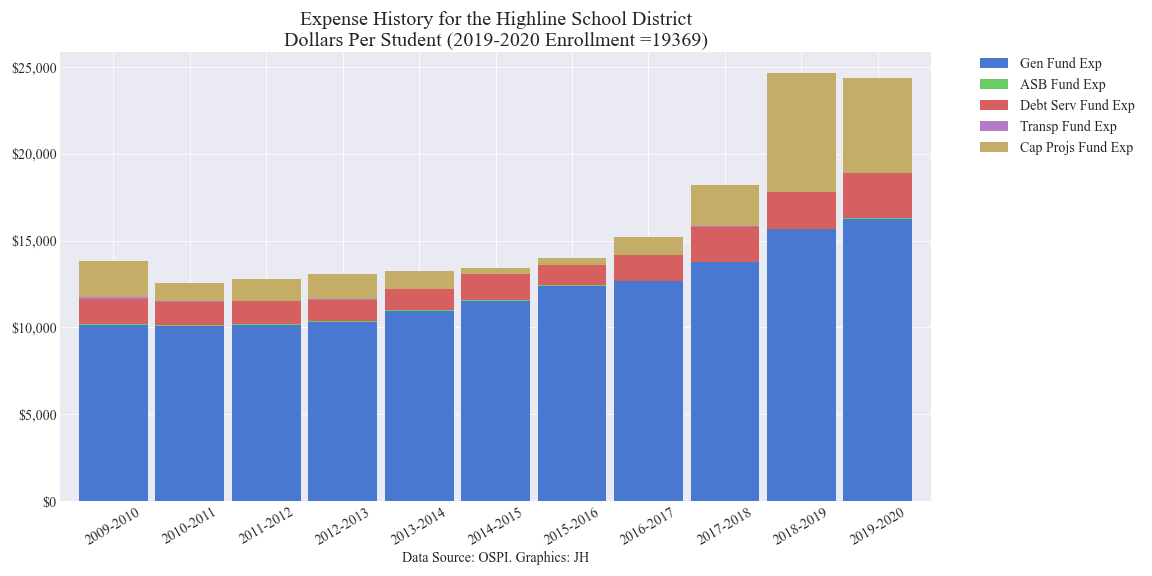 Expense History for the Highline School District
Dollars Per Student (2019-2020 Enrollment =19369)
$25,000
$20,000
$15,000
$10,000
$5,000
$0
2009-2010
2010-2011
2011-2012
2012-2013
2013-2014
2014-2015
2015-2016
2016-2017
2017-2018
2018-2019
2019-2020
Data Source: OSPI. Graphics: JH
Gen Fund Exp
ASB Fund Exp
Debt Serv Fund Exp
Transp Fund Exp
Cap Projs Fund Exp